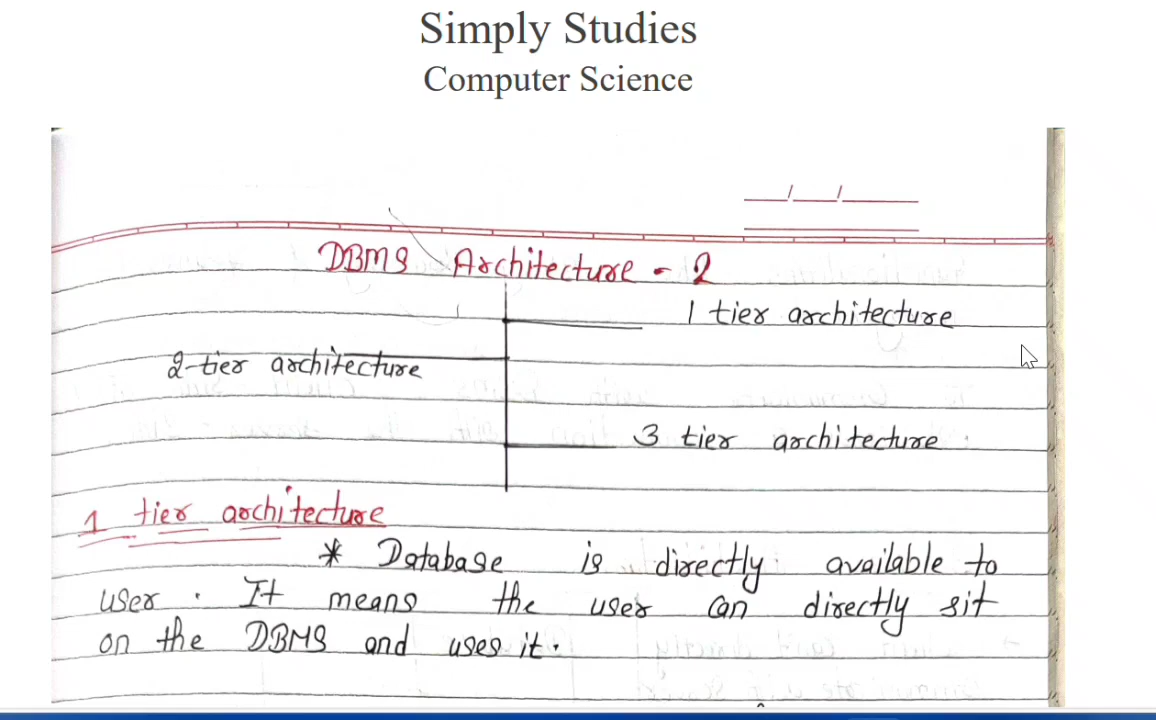 Simply Studies
Computer Science
DBMS Architecture - 2
1 tier architecture
2-tier architecture
3 tier architecture.
1 tier architecture
* Database is directly available to
user. It means the user can directly sit
on the DBMS and uses it.